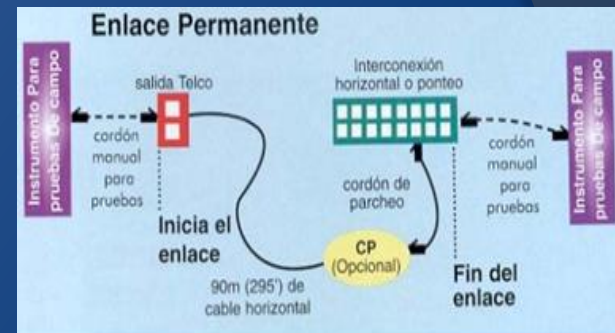 Enlace Permanente
Instrumento Para
pruebas De campo
cordón
manual
para
pruebas
salida Telco
Inicia el
enlace
90m (295') de
cable horizontal
Interconexión
horizontal o ponteo
cordón de
parcheo
CP
(Opcional)
Fin del
enlace
cordón
manual
para
pruebas
Instrumento Para
pruebas De campo